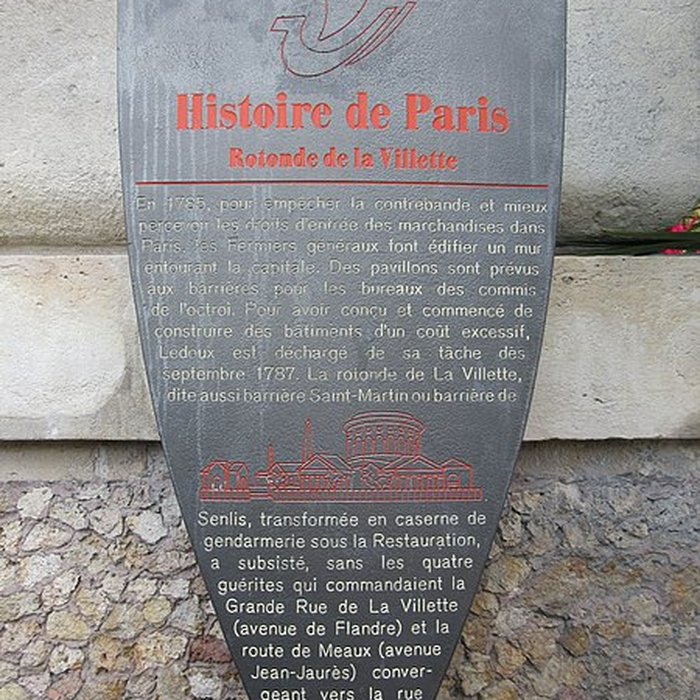 Histoire de Paris
Rotonde de la Villette
En 1785, pour empêcher la contrebande et mieux
percevoir les droits d'entrée des marchandises dans
Paris, les Fermiers généraux font édifier un mur
entourant la capitale. Des pavillons sont prévus
aux barrières pour les bureaux des commis
de l'octroi. Pour avoir conçu et commencé de
construire des bâtiments d'un coût excessif,
Ledoux est déchargé de sa tâche dès
septembre 1787. La rotonde de La Villette,
dite aussi barrière Saint-Martin ou barrière de
Senlis, transformée en caserne de
gendarmerie sous la Restauration,
a subsisté, sans les quatre
guérites qui commandaient la
Grande Rue de La Villette
(avenue de Flandre) et la
route de Meaux (avenue
Jean-Jaurès) conver-
geant vers la rue